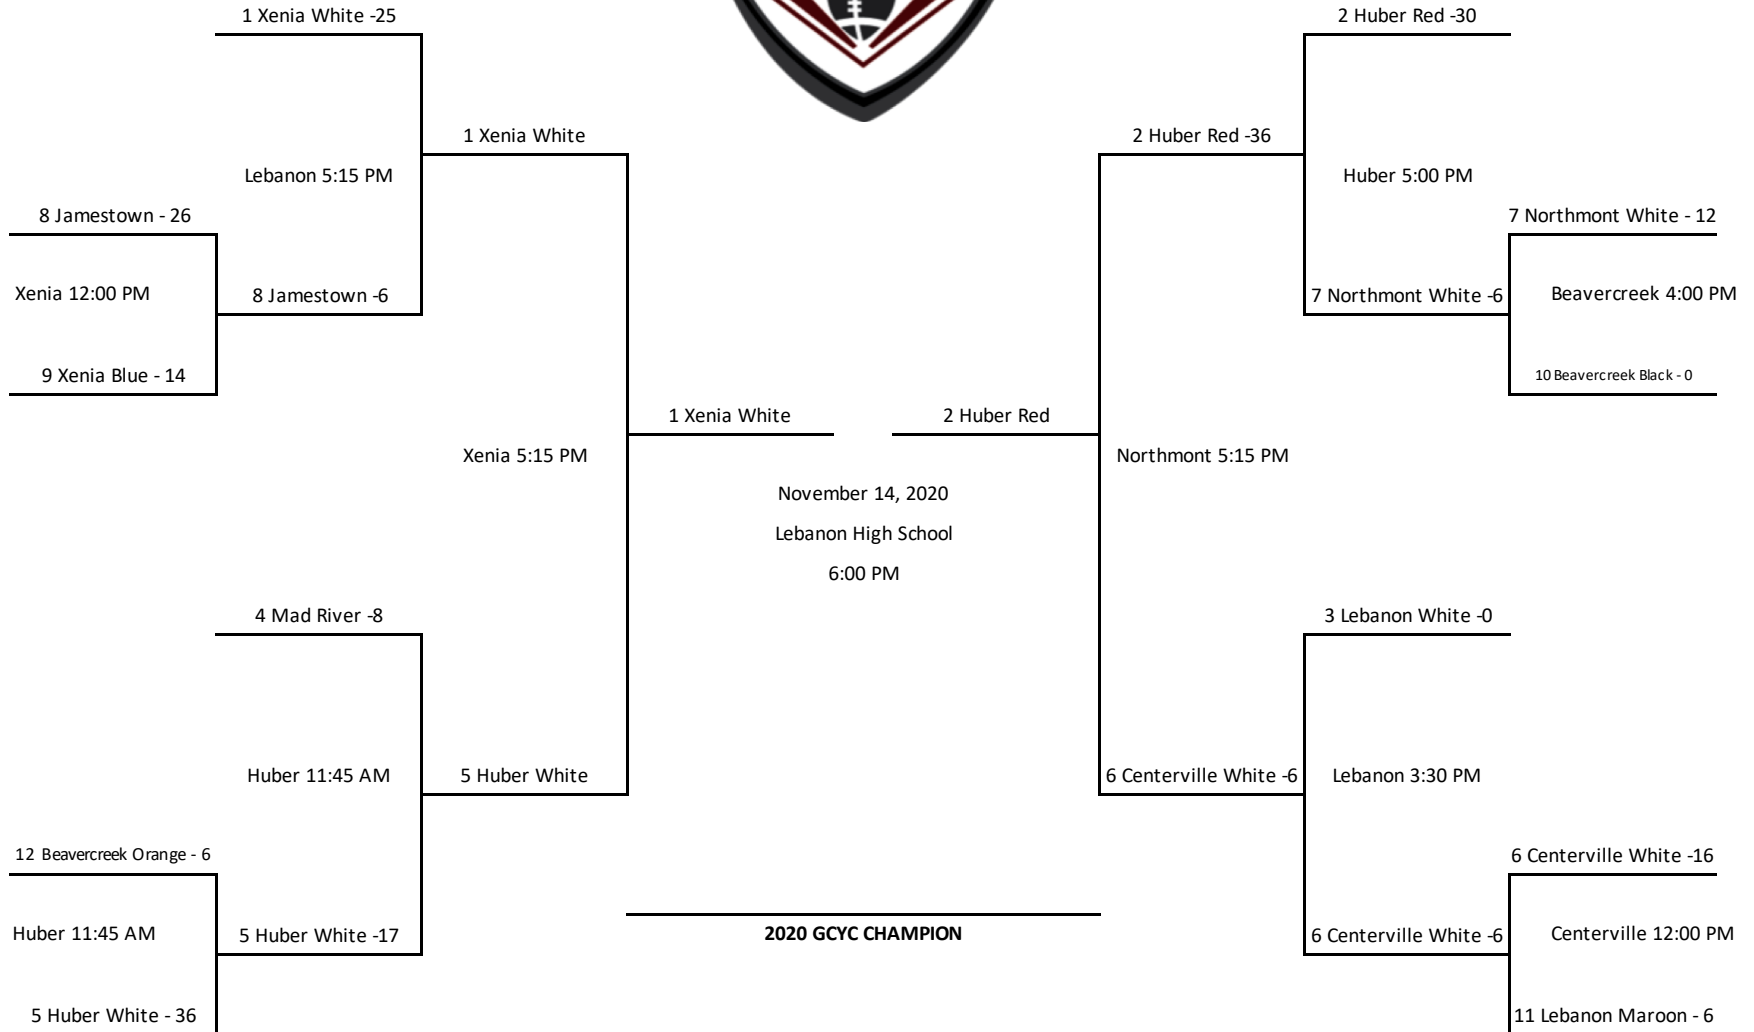 1 Xenia White -25
2 Huber Red -30
1 Xenia White
2 Huber Red -36
Lebanon 5:15 PM
Huber 5:00 PM
8 Jamestown - 26
7 Northmont White - 12
Xenia 12:00 PM
8 Jamestown -6
7 Northmont White -6
Beavercreek 4:00 PM
9 Xenia Blue - 14
10 Beavercreek Black - 0
1 Xenia White
2 Huber Red
Xenia 5:15 PM
Northmont 5:15 PM
November 14, 2020
Lebanon High School
6:00 PM
4 Mad River -8
3 Lebanon White -0
Huber 11:45 AM
5 Huber White
6 Centerville White -6
Lebanon 3:30 PM
12 Beavercreek Orange - 6
6 Centerville White -16
Huber 11:45 AM
5 Huber White -17
2020 GCYC CHAMPION
6 Centerville White -6
Centerville 12:00 PM
5 Huber White - 36
11 Lebanon Maroon - 6